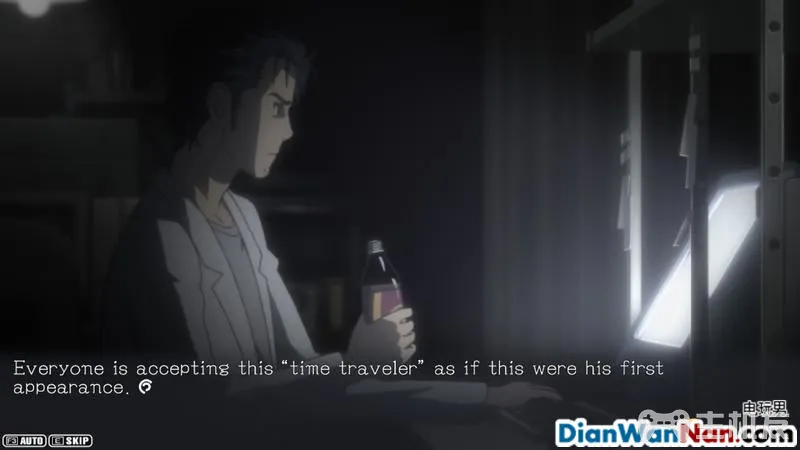 Everyone is accepting this “time traveler” as if this were his first
appearance.
AUTO
SKIP
电玩男
DianWanNan.com